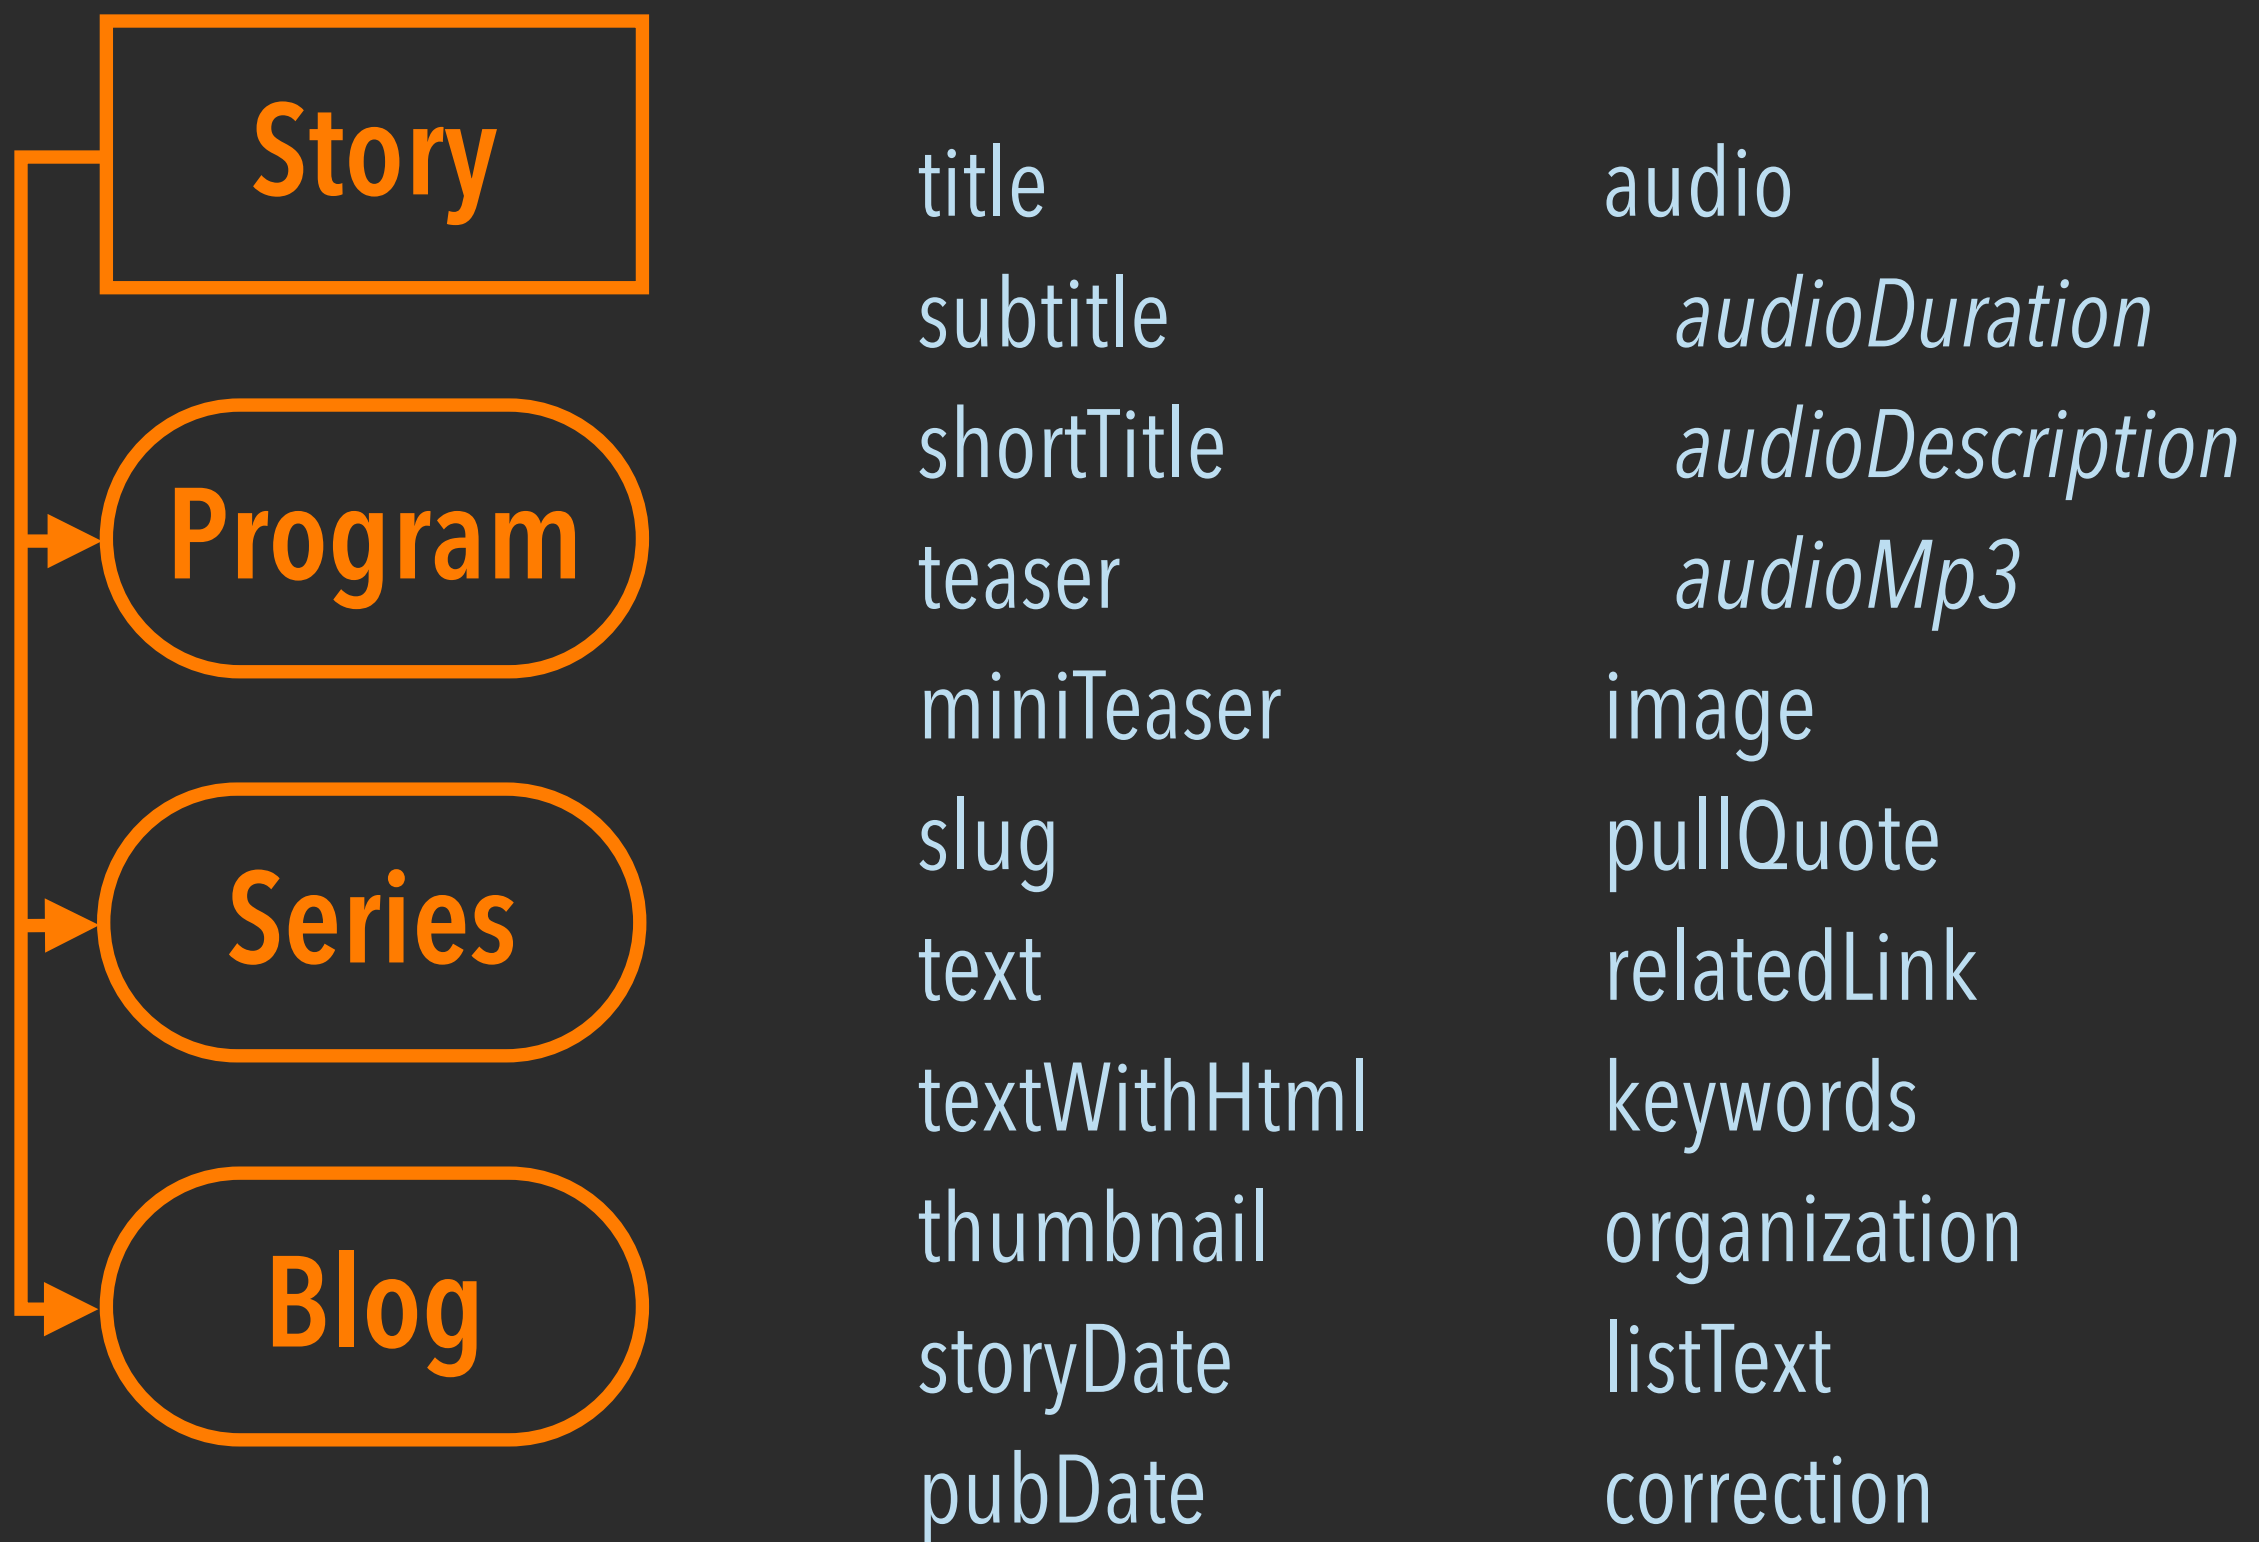 Story
Program
Series
Blog
title
subtitle
shortTitle
teaser
miniTeaser
slug
text
textWithHtml
thumbnail
storyDate
pubDate
audio
audioDuration
audioDescription
audioMp3
image
pullQuote
relatedLink
keywords
organization
listText
correction